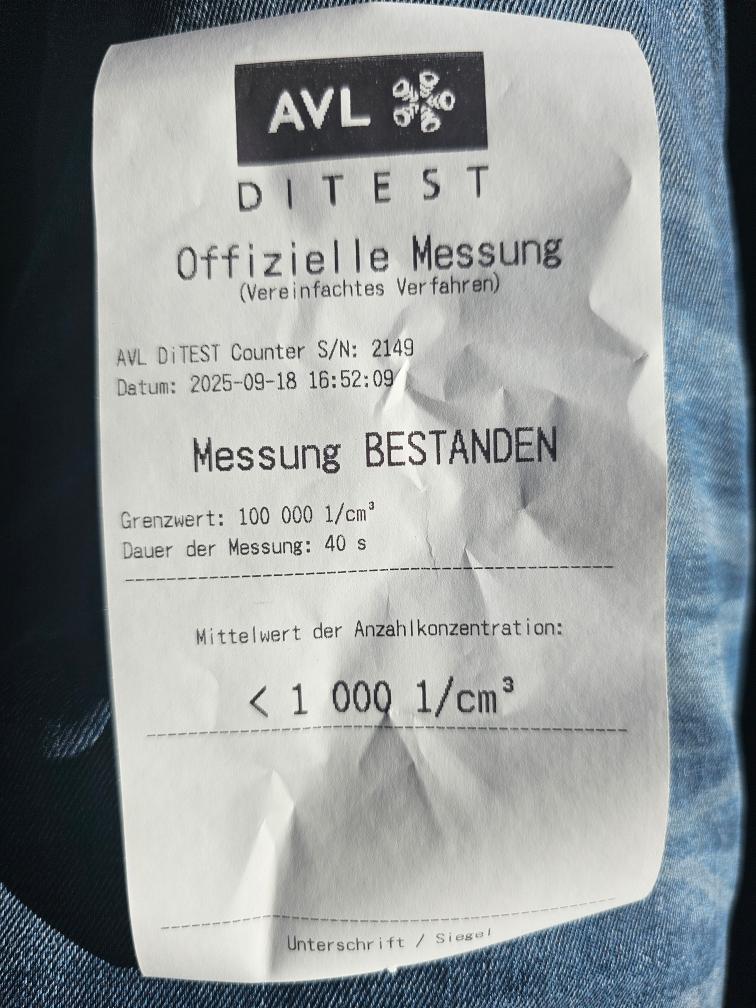 AVL
DITEST
Offizielle Messung
(Vereinfachtes Verfahren)
AVL DiTEST Counter S/N: 2149
Datum: 2025-09-18 16:52:09
Messung BESTANDEN
Grenzwert: 100 000 1/cm³
Dauer der Messung: 40 s
Mittelwert der Anzahlkonzentration:
< 1 000 1/cm³
Unterschrift / Siegel